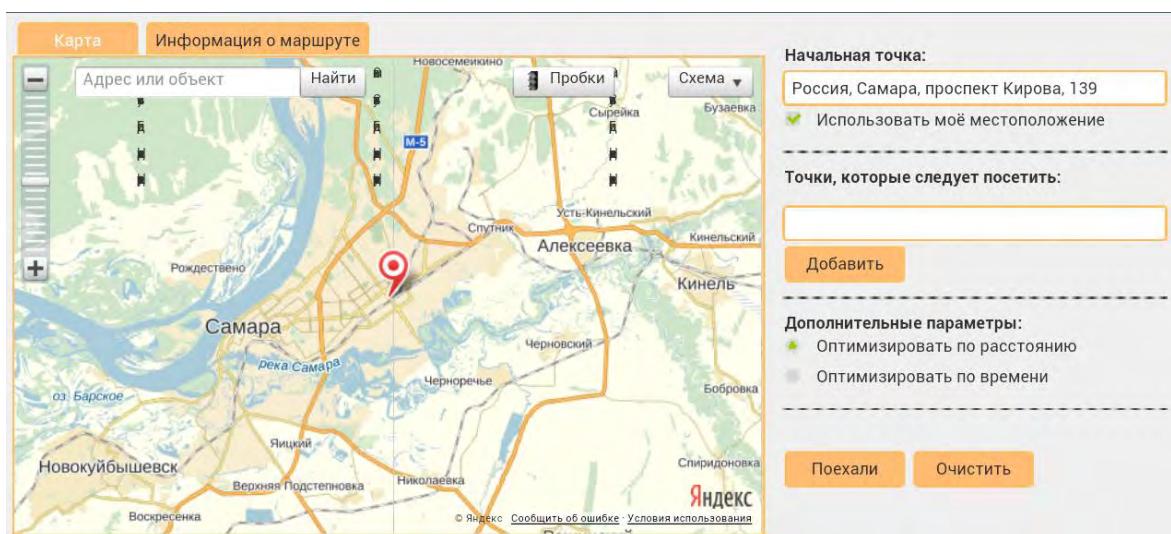 Карта
Информация о маршруте
Адрес или объект
Найти
Пробки
Схема
Новосемейкино
Сырейка
Бузаевка
М-5
Усть-Кинельский
Спутник
Алексеевка
Кинельский
Рождествено
Кинель
Самара
Черновский
река Самара
Черноречье
Бобровка
оз. Барское
Яицкий
Новокуйбышевск
Спиридоновка
Верхняя Подстепновка
Николаевка
Яндекс
Воскресенка
© Яндекс Сообщить об ошибке · Условия использования
Начальная точка:
Россия, Самара, проспект Кирова, 139
Использовать моё местоположение
Точки, которые следует посетить:
Добавить
Дополнительные параметры:
Оптимизировать по расстоянию
Оптимизировать по времени
Поехали
Очистить